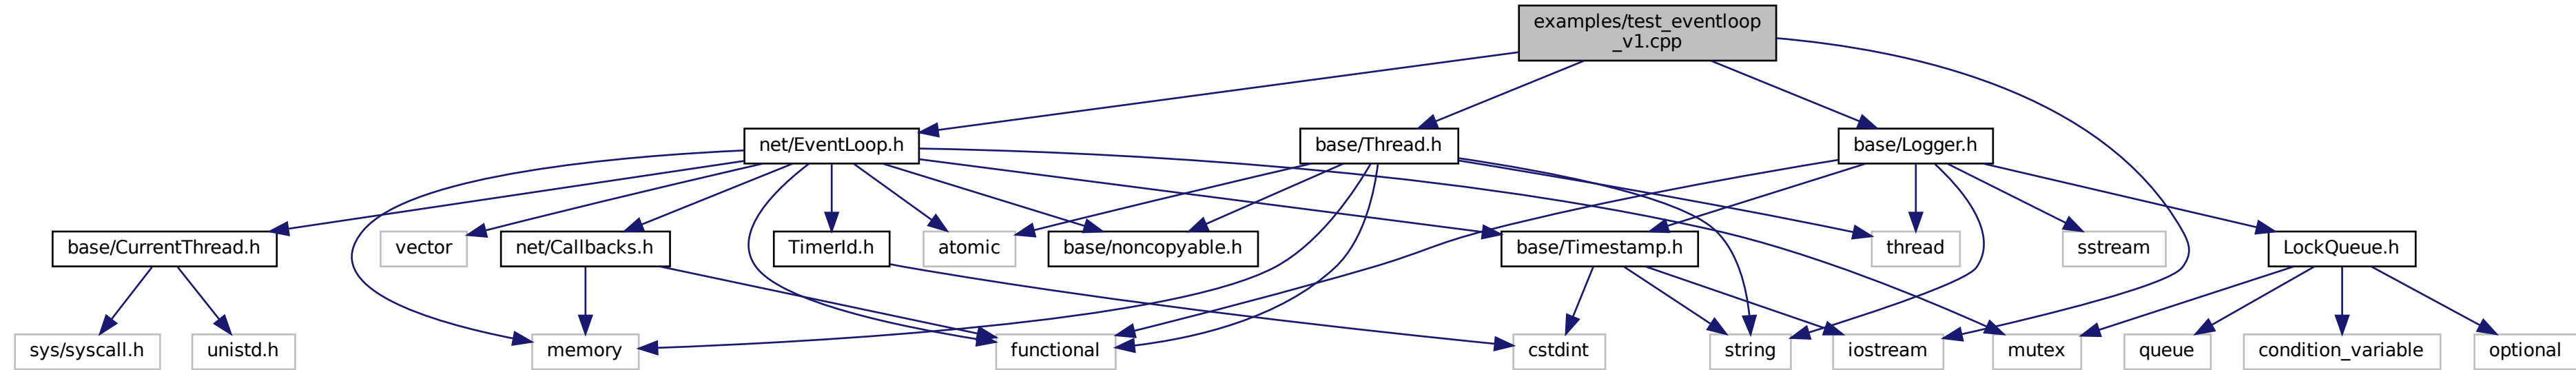 examples/test_eventloop
_v1.cpp
net/EventLoop.h
base/Thread.h
base/Logger.h
base/CurrentThread.h
vector
net/Callbacks.h
TimerId.h
atomic
base/noncopyable.h
base/Timestamp.h
thread
sstream
LockQueue.h
sys/syscall.h
unistd.h
memory
functional
cstdint
string
iostream
mutex
queue
condition_variable
optional